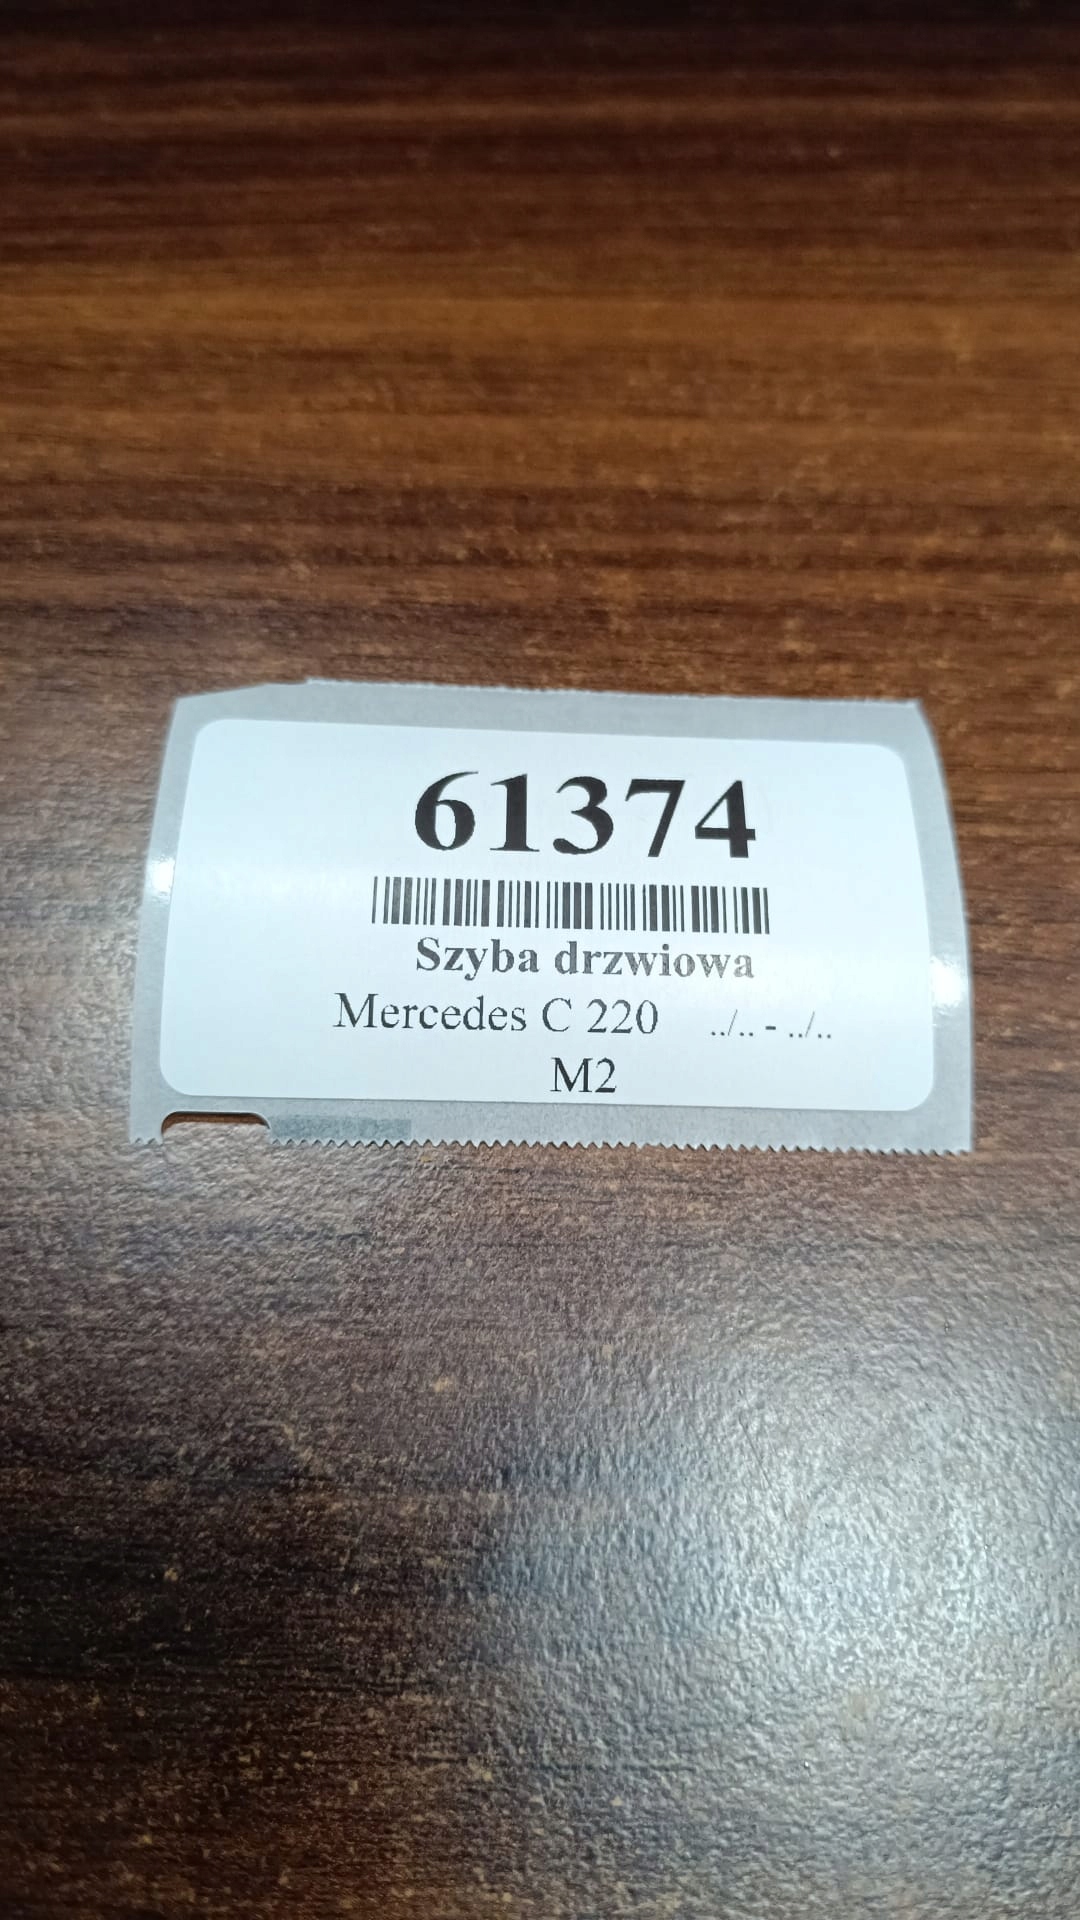 61374
Szyba drzwiowa
Mercedes C 220 ../.. - ../..
M2